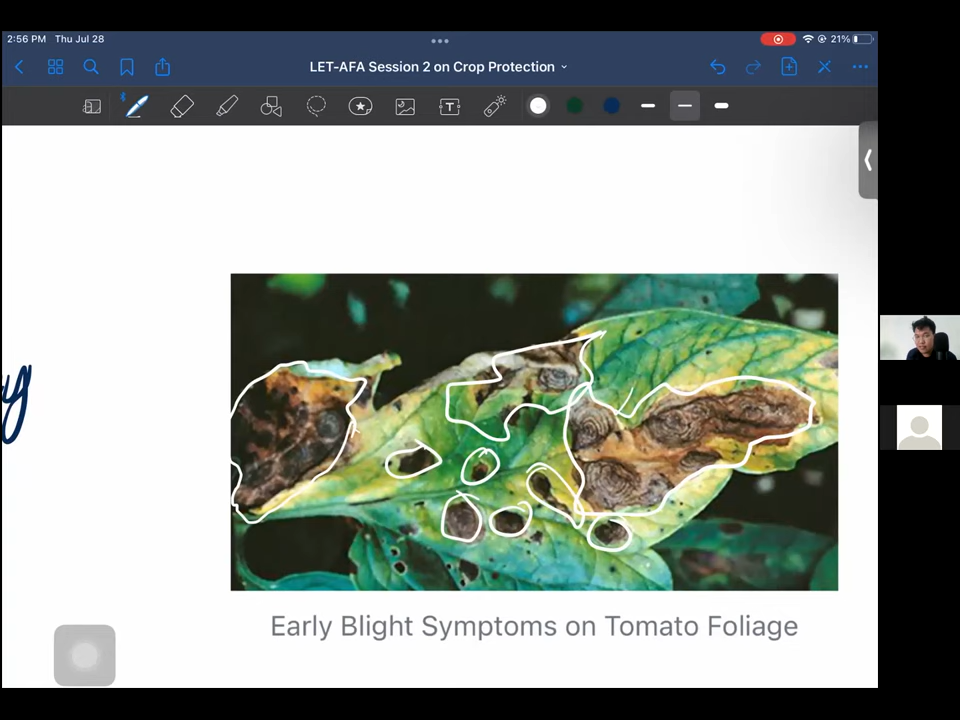 2:56 PM Thu Jul 28
21%
LET-AFA Session 2 on Crop Protection
T
Early Blight Symptoms on Tomato Foliage